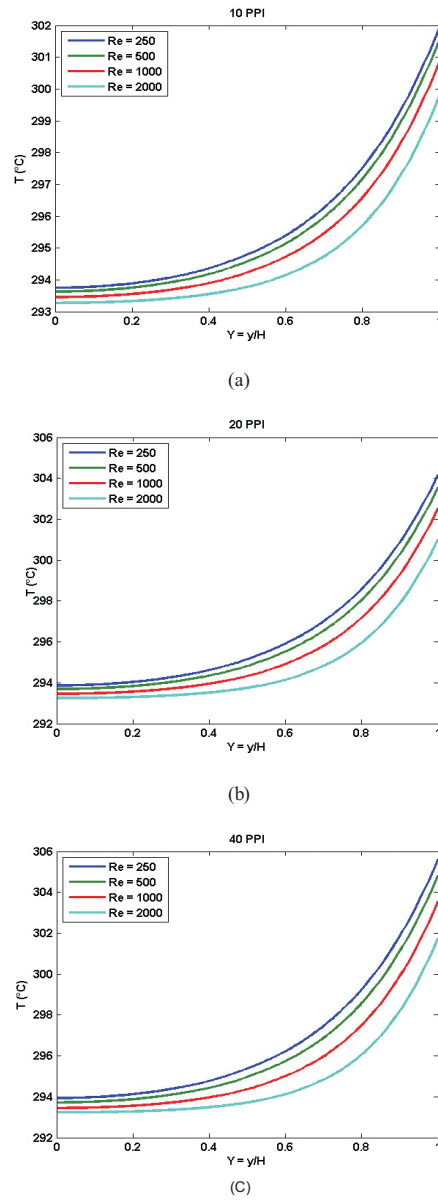 10 PPI
302
301
300
299
298
297
296
295
294
293
T (°C)
Re = 250
Re = 500
Re = 1000
Re = 2000
0 0.2 0.4 0.6 0.8 1
Y = y/H
(a)
20 PPI
306
304
302
300
298
296
294
292
T (°C)
Re = 250
Re = 500
Re = 1000
Re = 2000
0 0.2 0.4 0.6 0.8 1
Y = y/H
(b)
40 PPI
306
304
302
300
298
296
294
292
T (°C)
Re = 250
Re = 500
Re = 1000
Re = 2000
0 0.2 0.4 0.6 0.8 1
Y = y/H
(C)